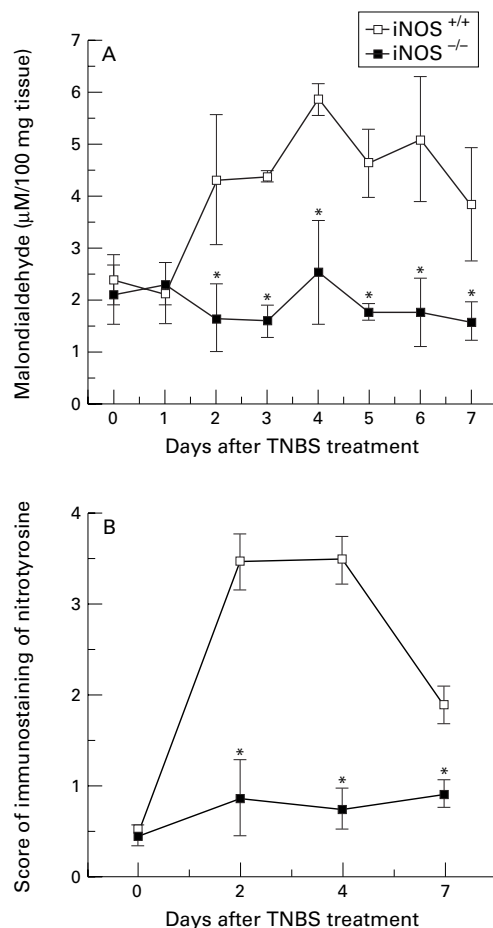 iNOS +/+
iNOS –/–
A
Malondialdehyde (µM/100 mg tissue)
7
6
5
4
3
2
1
0
* * * * * *
0 1 2 3 4 5 6 7
Days after TNBS treatment
B
Score of immunostaining of nitrotyrosine
4
3
2
1
0
* * *
0 2 4 7
Days after TNBS treatment